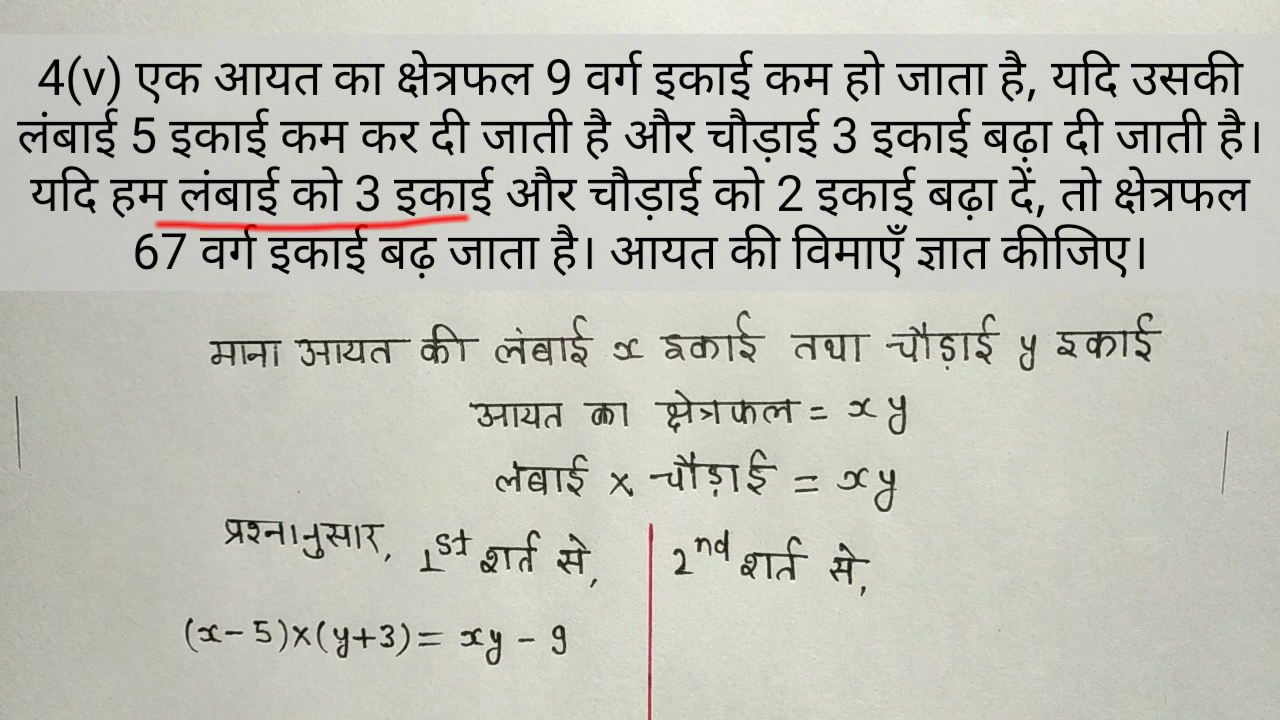 4(v) एक आयत का क्षेत्रफल 9 वर्ग इकाई कम हो जाता है, यदि उसकी
लंबाई 5 इकाई कम कर दी जाती है और चौड़ाई 3 इकाई बढ़ा दी जाती है।
यदि हम लंबाई को 3 इकाई और चौड़ाई को 2 इकाई बढ़ा दें, तो क्षेत्रफल
67 वर्ग इकाई बढ़ जाता है। आयत की विमाएँ ज्ञात कीजिए।
माना आयत की लंबाई x इकाई तथा चौड़ाई y इकाई
आयत का क्षेत्रफल = xy
लंबाई × चौड़ाई = xy
प्रश्नानुसार, 1st शर्त से,
(x-5)×(y+3) = xy - 9
2nd शर्त से,